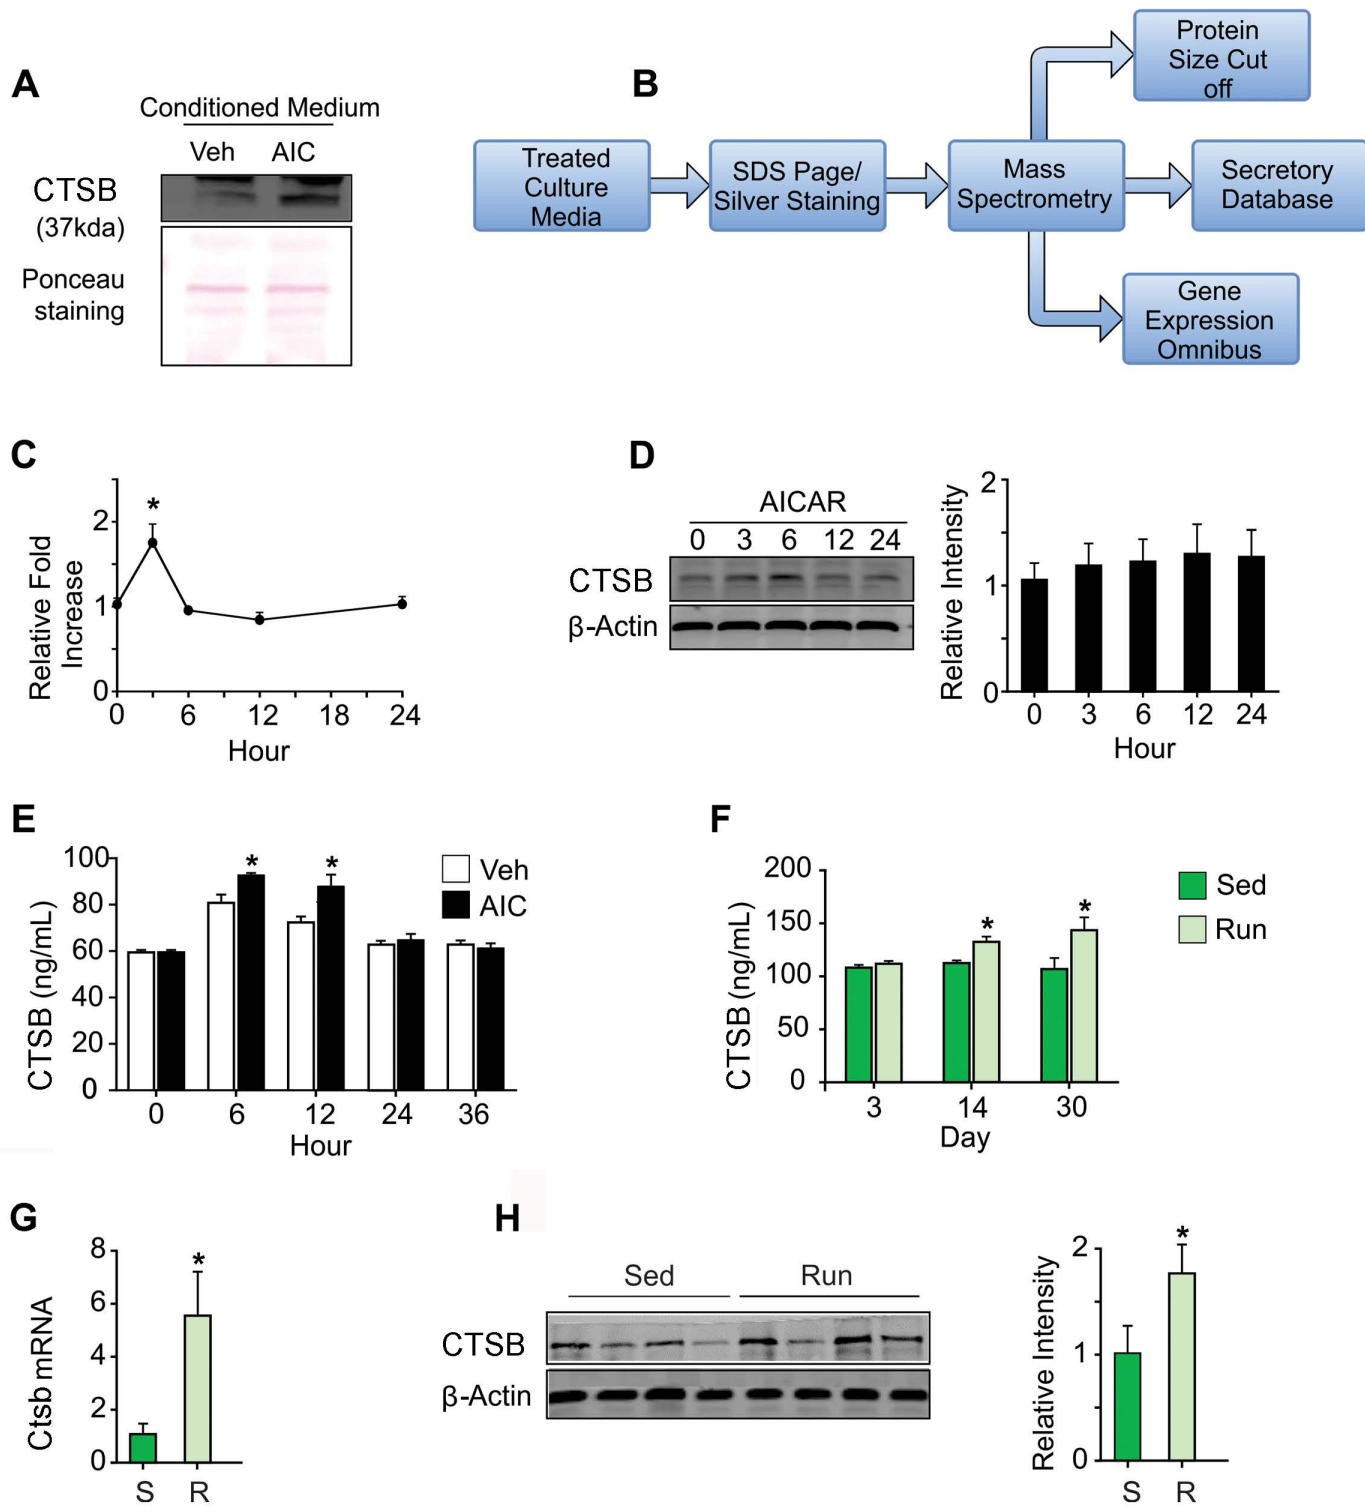 A
Conditioned Medium
Veh
AIC
CTSB
(37kda)
Ponceau
staining
B
Treated
Culture
Media
SDS Page/
Silver Staining
Mass
Spectrometry
Protein
Size Cut
off
Secretory
Database
Gene
Expression
Omnibus
C
Relative Fold
Increase
2
1
0
*
0
6
12
18
24
Hour
D
AICAR
0
3
6
12
24
CTSB
β-Actin
Relative Intensity
2
1
0
0
3
6
12
24
Hour
E
CTSB (ng/mL)
100
80
60
40
20
0
*
*
Veh
AIC
0
6
12
24
36
Hour
F
CTSB (ng/mL)
200
150
100
50
0
*
*
Sed
Run
3
14
30
Day
G
Ctsb mRNA
8
6
4
2
0
*
S
R
H
Sed
Run
CTSB
β-Actin
Relative Intensity
2
1
0
*
S
R